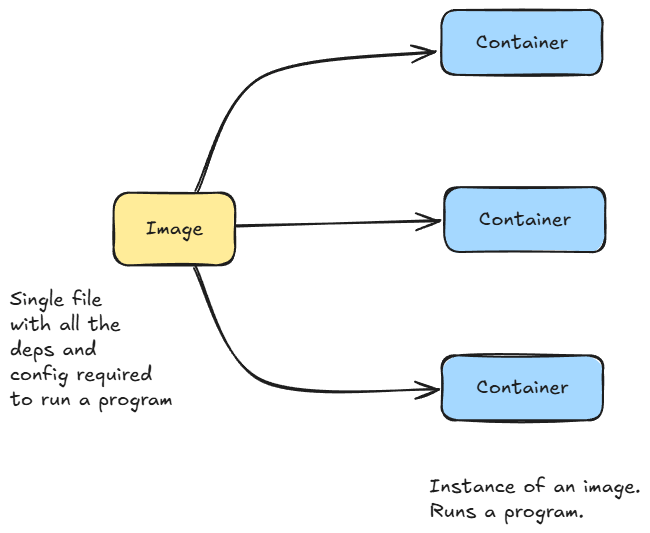 Container
Image
Container
Single file
with all the
deps and
config required
to run a program
Container
Instance of an image.
Runs a program.